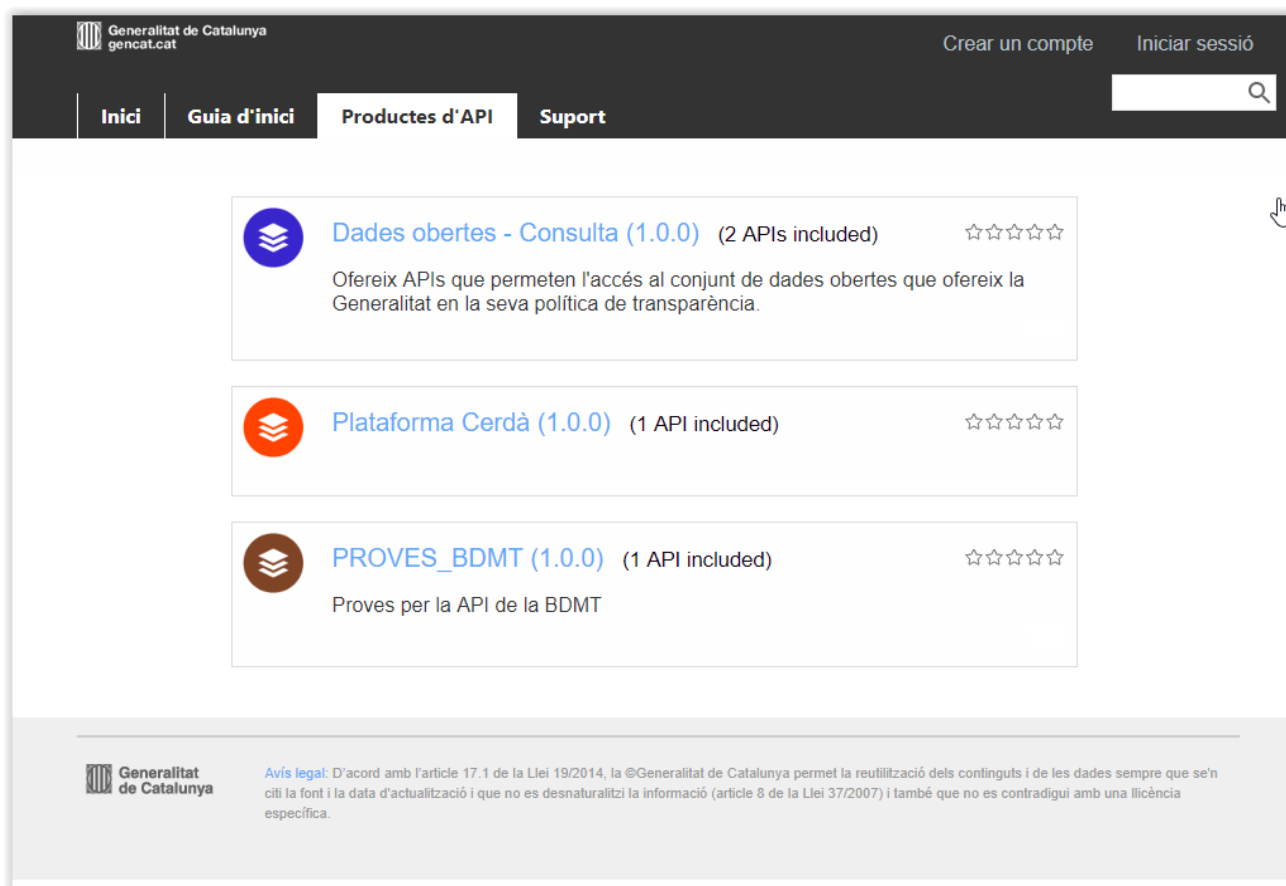 Generalitat de Catalunya
gencat.cat
Crear un compte Iniciar sessió
Inici Guia d'inici Productes d'API Suport
Dades obertes - Consulta (1.0.0) (2 APIs included)
Ofereix APIs que permeten l'accés al conjunt de dades obertes que ofereix la
Generalitat en la seva política de transparència.
Plataforma Cerdà (1.0.0) (1 API included)
PROVES_BDMT (1.0.0) (1 API included)
Proves per la API de la BDMT
Generalitat
de Catalunya
Avís legal: D’acord amb l’article 17.1 de la Llei 19/2014, la ©Generalitat de Catalunya permet la reutilització dels continguts i de les dades sempre que se'n
citi la font i la data d'actualització i que no es desnaturalitzi la informació (article 8 de la Llei 37/2007) i també que no es contradigui amb una llicència
específica.